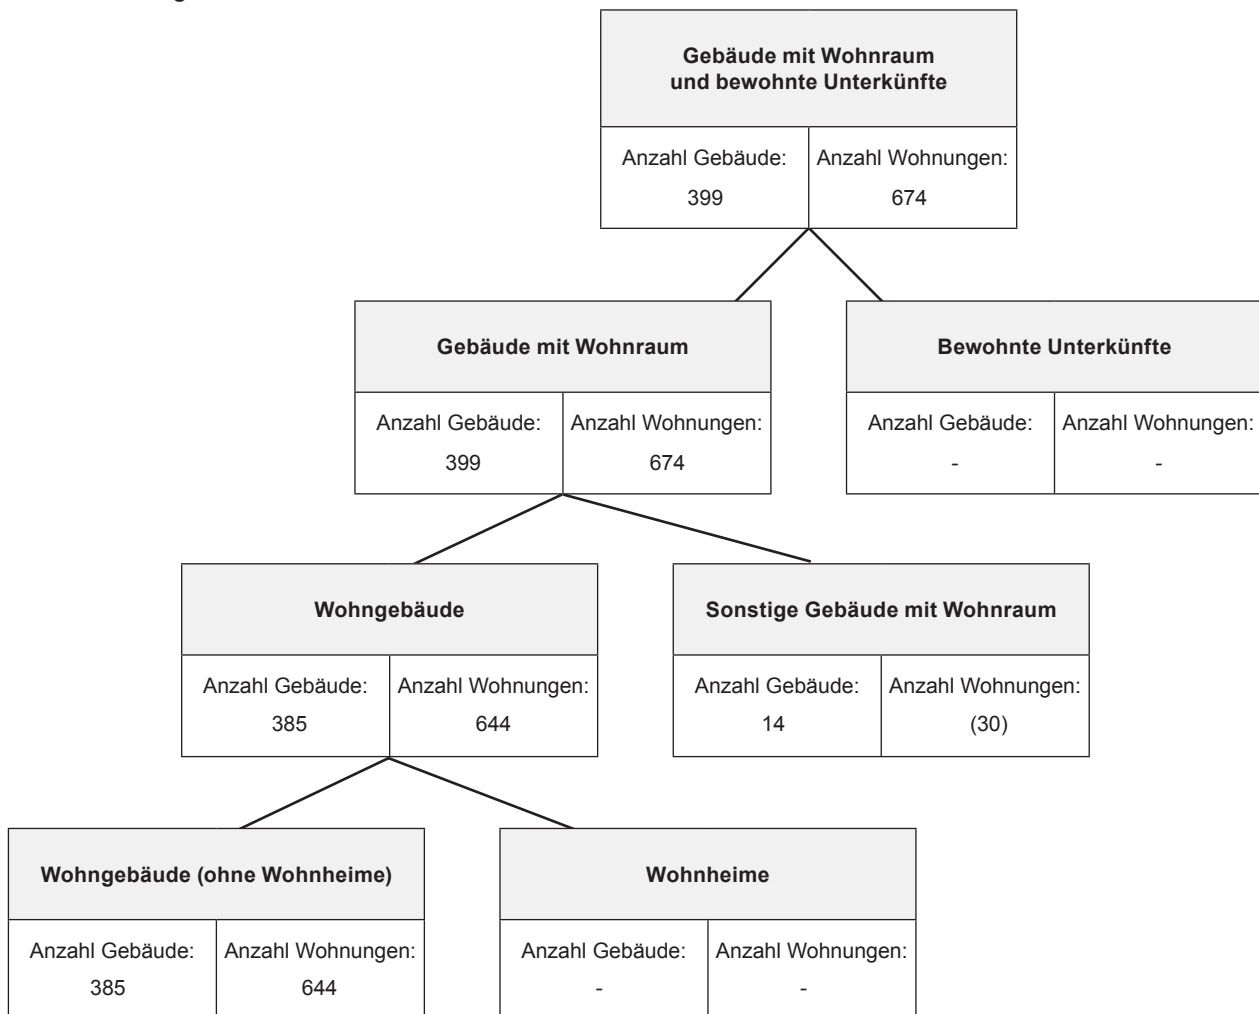 Gebäude mit Wohnraum
und bewohnte Unterkünfte
Anzahl Gebäude: Anzahl Wohnungen:
399 674
Gebäude mit Wohnraum Bewohnte Unterkünfte
Anzahl Gebäude: Anzahl Wohnungen: Anzahl Gebäude: Anzahl Wohnungen:
399 674 - -
Wohngebäude Sonstige Gebäude mit Wohnraum
Anzahl Gebäude: Anzahl Wohnungen: Anzahl Gebäude: Anzahl Wohnungen:
385 644 14 (30)
Wohngebäude (ohne Wohnheime) Wohnheime
Anzahl Gebäude: Anzahl Wohnungen: Anzahl Gebäude: Anzahl Wohnungen:
385 644 - -